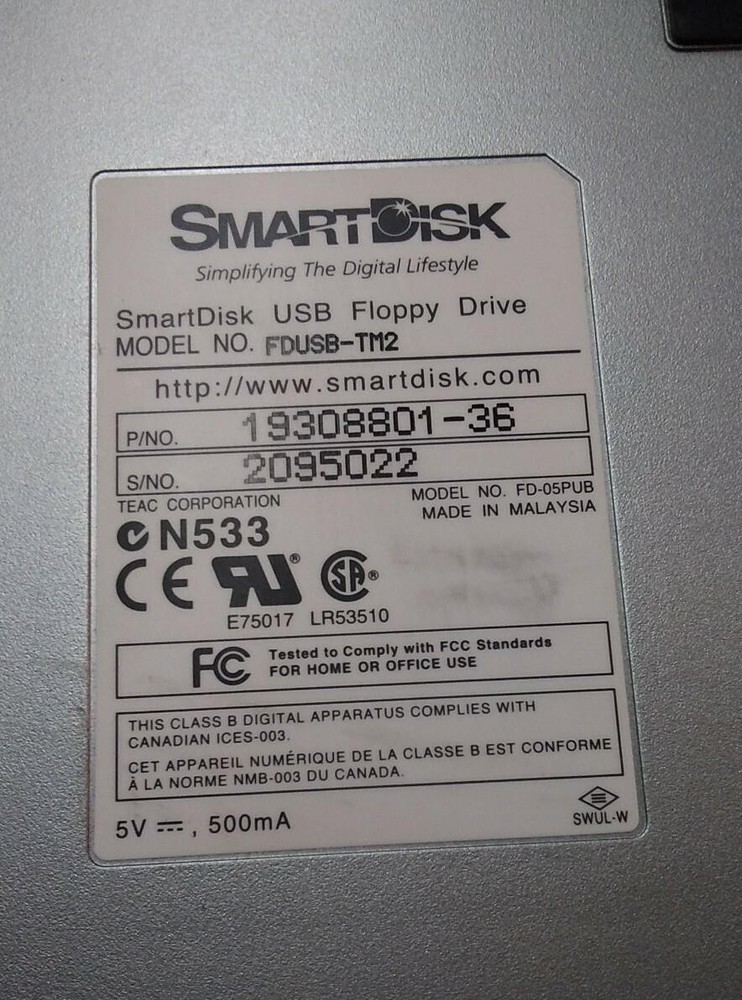 SMARTDISK
Simplifying The Digital Lifestyle
SmartDisk USB Floppy Drive
MODEL NO. FDUSB-TM2
http://www.smartdisk.com
P/NO. 19308801-36
S/NO. 2095022
TEAC CORPORATION
MODEL NO. FD-05PUB
MADE IN MALAYSIA
N533
CE RU® SA®
E75017 LR53510
FC Tested to Comply with FCC Standards
FOR HOME OR OFFICE USE
THIS CLASS B DIGITAL APPARATUS COMPLIES WITH
CANADIAN ICES-003.
CET APPAREIL NUMÉRIQUE DE LA CLASSE B EST CONFORME
À LA NORME NMB-003 DU CANADA.
5V ⎓, 500mA
SWUL-W